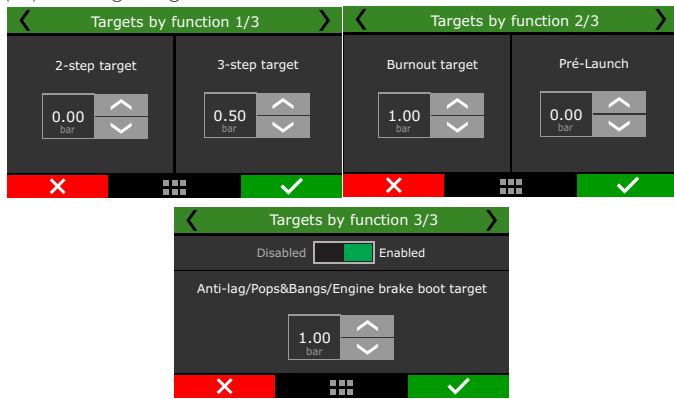 Targets by function 1/3
2-step target
3-step target
0.00
bar
0.50
bar
Targets by function 2/3
Burnout target
Pré-Launch
1.00
bar
0.00
bar
Targets by function 3/3
Disabled
Enabled
Anti-lag/Pops&Bangs/Engine brake boot target
1.00
bar